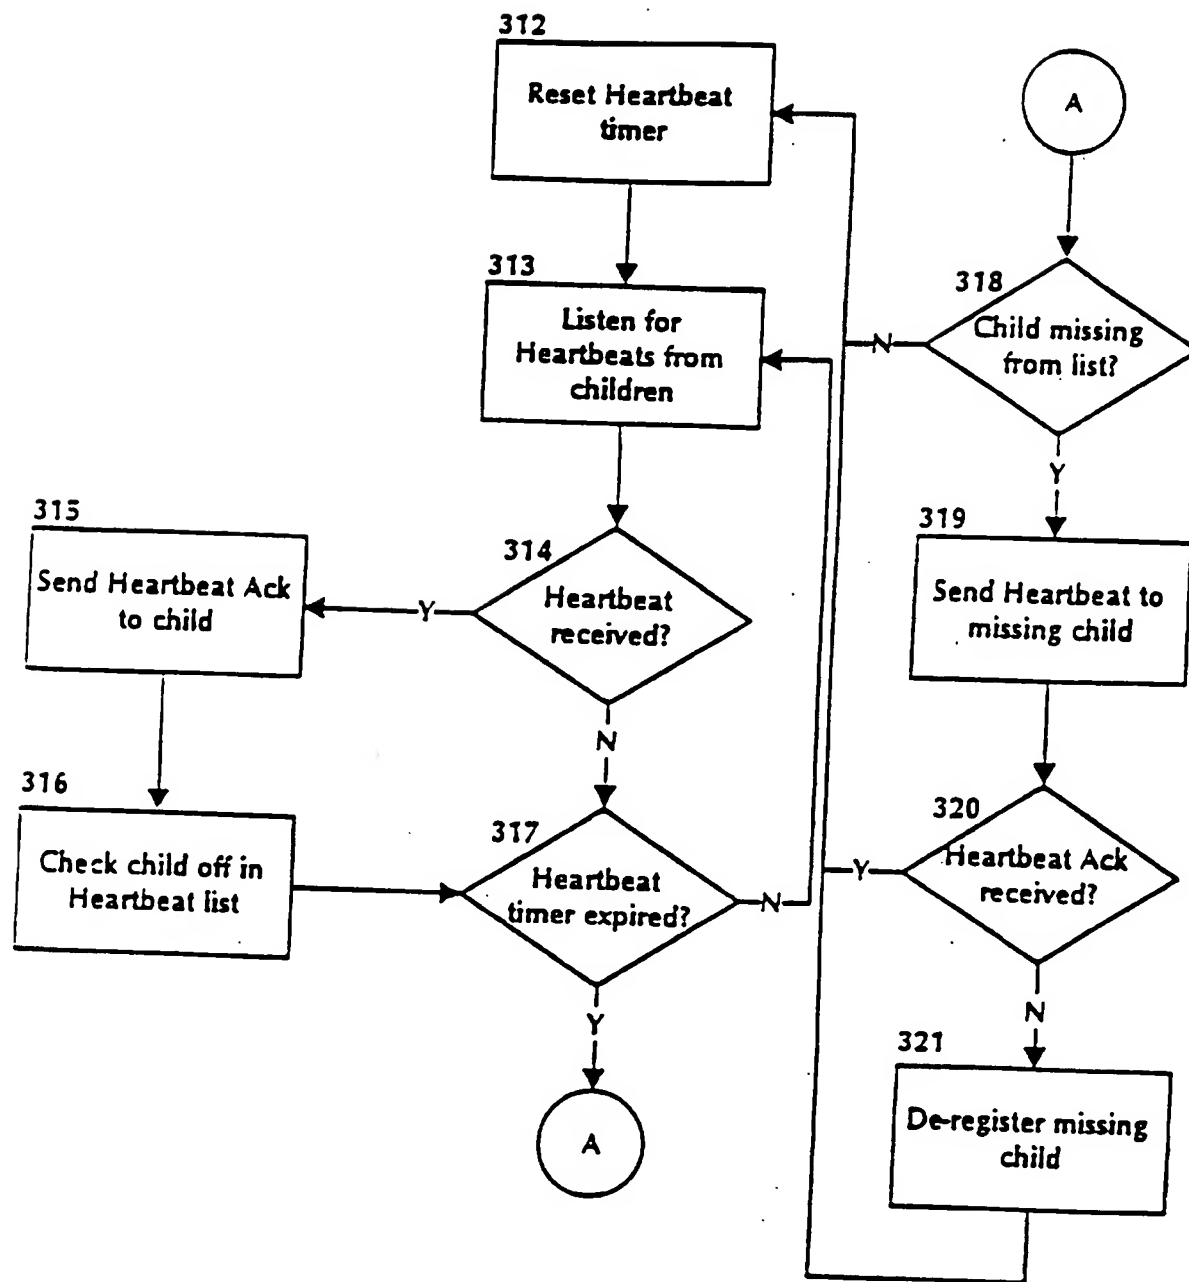 312
Reset Heartbeat
timer
A
313
Listen for
Heartbeats from
children
318
Child missing
from list?
N
Y
315
Send Heartbeat Ack
to child
314
Heartbeat
received?
Y
N
319
Send Heartbeat to
missing child
316
Check child off in
Heartbeat list
317
Heartbeat
timer expired?
N
Y
320
Heartbeat Ack
received?
Y
N
A
321
De-register missing
child